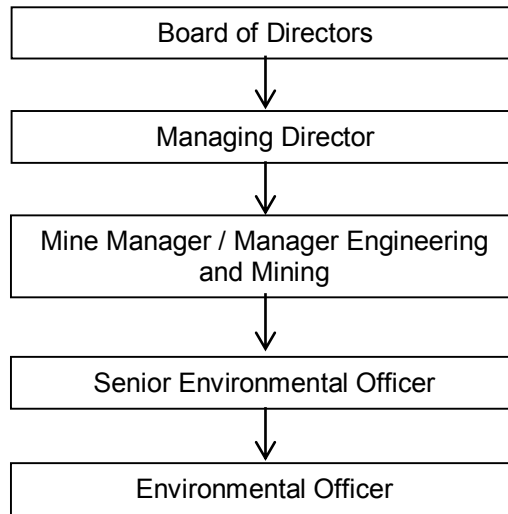 Board of Directors
Managing Director
Mine Manager / Manager Engineering
and Mining
Senior Environmental Officer
Environmental Officer